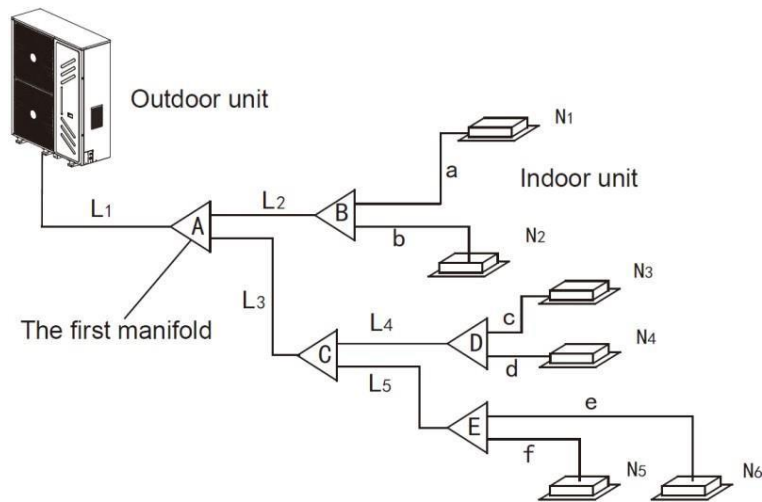 Outdoor unit
N1
a
Indoor unit
L1
A
L2
B
b
N2
N3
L3
The first manifold
C
L4
c
D
N4
d
L5
E
e
f
N5
N6